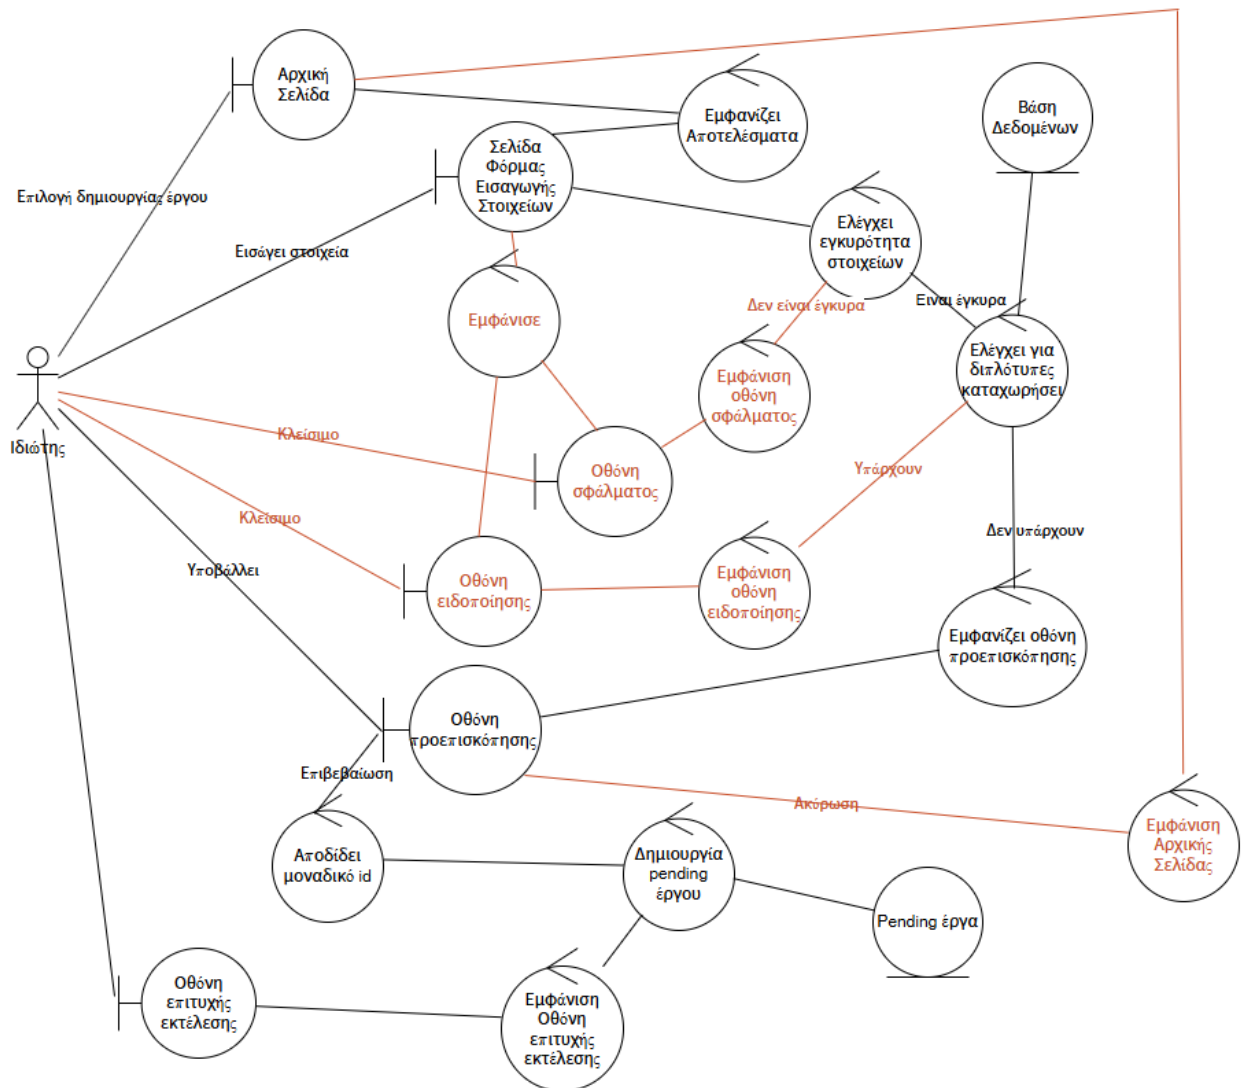 Αρχική
Σελίδα
Εμφανίζει
Αποτελέσματα
Βάση
Δεδομένων
Σελίδα
Φόρμας
Εισαγωγής
Στοιχείων
Επιλογή δημιουργίας έργου
Ελέγχει
εγκυρότητα
στοιχείων
Εισάγει στοιχεία
Δεν είναι έγκυρα
Ειναι έγκυρα
Εμφάνισε
Ελέγχει για
διπλότυπες
καταχωρήσει
Εμφάνιση
οθόνη
σφάλματος
Ιδιώτης
Κλείσιμο
Οθόνη
σφάλματος
Υπάρχουν
Κλείσιμο
Δεν υπάρχουν
Υποβάλλει
Οθόνη
ειδοποίησης
Εμφάνιση
οθόνη
ειδοποίησης
Εμφανίζει οθόνη
προεπισκόπησης
Οθόνη
προεπισκόπησης
Επιβεβαίωση
Ακύρωση
Εμφάνιση
Αρχικής
Σελίδας
Αποδίδει
μοναδικό id
Δημιουργία
pending
έργου
Pending έργα
Οθόνη
επιτυχής
εκτέλεσης
Εμφάνιση
Οθόνη
επιτυχής
εκτέλεσης